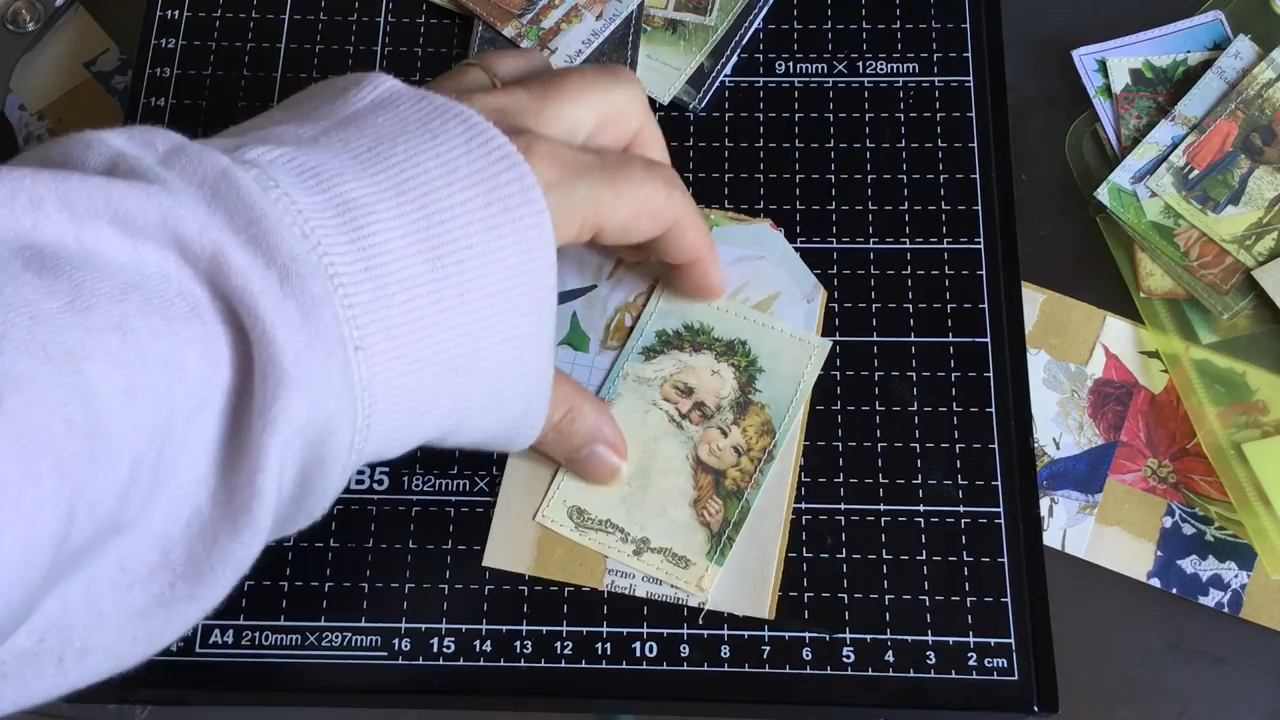 11
12
13
14
Vive St Nicolas!
91mm × 128mm
B5 182mm×
Christmas Greetings
verno con
degli uomini
A4 210mm×297mm
16 15 14 13 12 11 10 9 8 7 6 5 4 3 2 cm